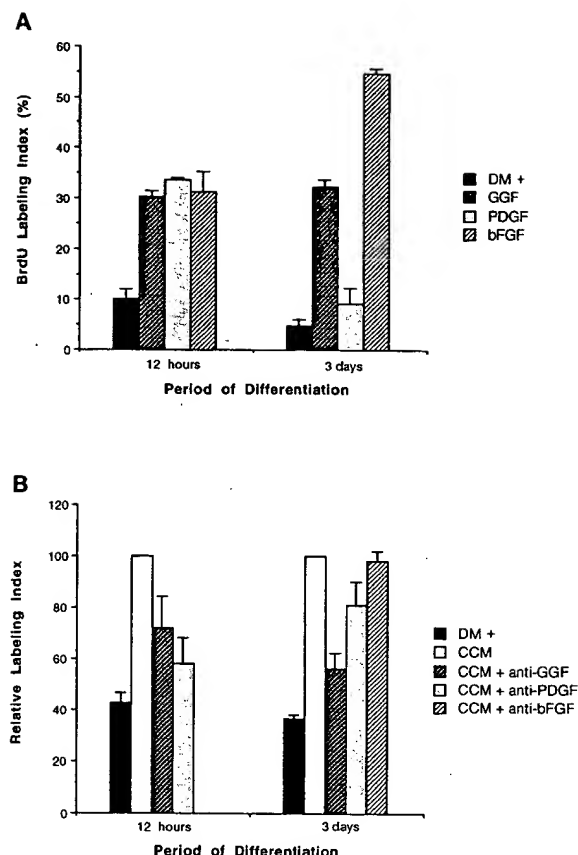 A
60
50
40
30
20
10
0
BrdU Labeling Index (%)
12 hours
3 days
Period of Differentiation
DM +
GGF
PDGF
bFGF
B
120
100
80
60
40
20
0
Relative Labeling Index
12 hours
3 days
Period of Differentiation
DM +
CCM
CCM + anti-GGF
CCM + anti-PDGF
CCM + anti-bFGF